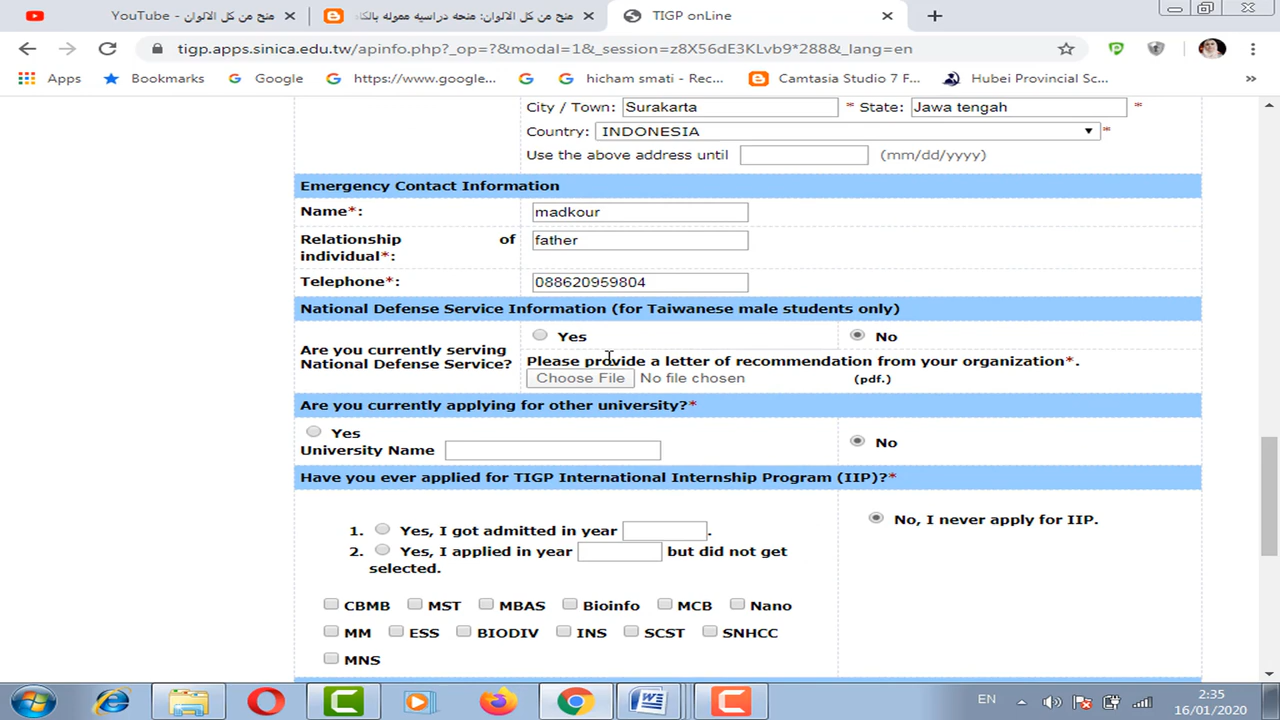 منح من كل الالوان - YouTube
منح من كل الالوان: منحه دراسيه مموله بالكا
TIGP onLine
tigp.apps.sinica.edu.tw/apinfo.php?_op=?&modal=1&_session=z8X56dE3KLvb9*288&_lang=en
Apps Bookmarks Google https://www.google... hicham smati - Rec... Camtasia Studio 7 F... Hubei Provincial Sc... »
City / Town: Surakarta * State: Jawa tengah *
Country: INDONESIA *
Use the above address until (mm/dd/yyyy)
Emergency Contact Information
Name*: madkour
Relationship of individual*: father
Telephone*: 088620959804
National Defense Service Information (for Taiwanese male students only)
Yes No
Are you currently serving National Defense Service?
Please provide a letter of recommendation from your organization*.
Choose File No file chosen (pdf.)
Are you currently applying for other university?*
Yes
University Name
No
Have you ever applied for TIGP International Internship Program (IIP)?*
No, I never apply for IIP.
1. Yes, I got admitted in year .
2. Yes, I applied in year but did not get
selected.
CBMB MST MBAS Bioinfo MCB Nano
MM ESS BIODIV INS SCST SNHCC
MNS
EN 2:35
16/01/2020